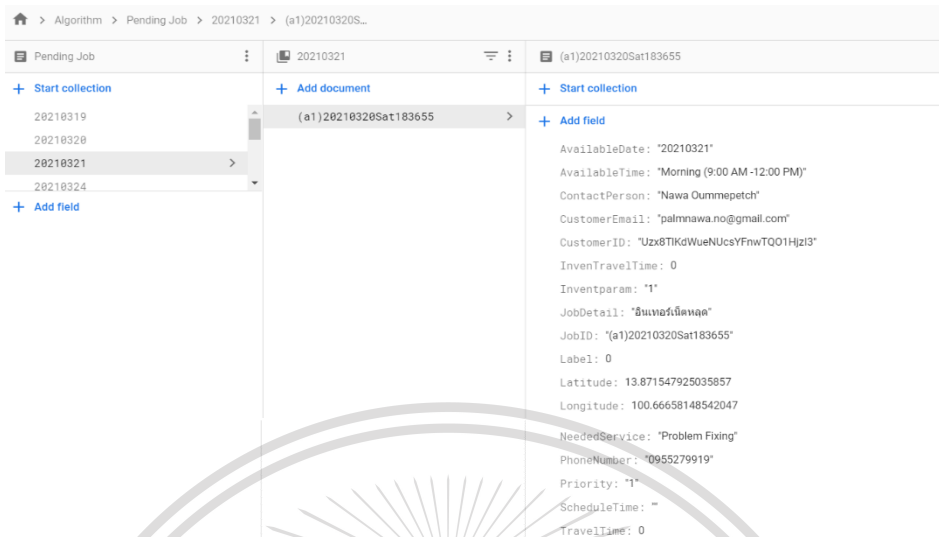 Algorithm > Pending Job > 20210321 > (a1)20210320S...
Pending Job
20210321
(a1)20210320Sat183655
+ Start collection
+ Add document
+ Start collection
20210319
20210320
20210321
20210324
+ Add field
(a1)20210320Sat183655
+ Add field
AvailableDate: "20210321"
AvailableTime: "Morning (9:00 AM -12:00 PM)"
ContactPerson: "Nawa Oummepetch"
CustomerEmail: "palmnawa.no@gmail.com"
CustomerID: "Uzx8TIKdWueNUcsYFnwTQO1HjzI3"
InvenTravelTime: 0
Inventparam: "1"
JobDetail: "อินเทอร์เน็ตหลุด"
JobID: "(a1)20210320Sat183655"
Label: 0
Latitude: 13.871547925035857
Longitude: 100.66658148542047
NeededService: "Problem Fixing"
PhoneNumber: "0955279919"
Priority: "1"
ScheduleTime: ""
TravelTime: 0